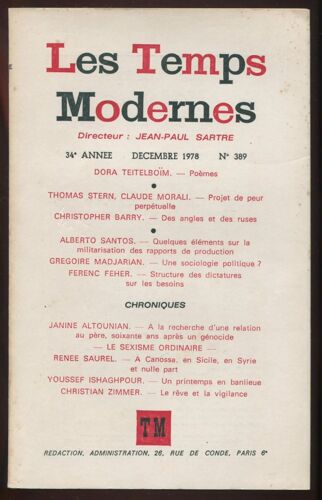 Les Temps
Modernes
Directeur : JEAN-PAUL SARTRE
34e ANNEE DECEMBRE 1978 No 389
DORA TEITELBOÏM. — Poèmes
THOMAS STERN, CLAUDE MORALI. — Projet de peur
perpétuelle
CHRISTOPHER BARRY. — Des angles et des ruses
ALBERTO SANTOS. — Quelques éléments sur la
militarisation des rapports de production
GREGOIRE MADJARIAN. — Une sociologie politique ?
FERENC FEHER. — Structure des dictatures
sur les besoins
CHRONIQUES
JANINE ALTOUNIAN. — A la recherche d'une relation
au père, soixante ans après un génocide
— LE SEXISME ORDINAIRE —
RENEE SAUREL. — A Canossa, en Sicile, en Syrie
et nulle part
YOUSSEF ISHAGHPOUR. — Un printemps en banlieue
CHRISTIAN ZIMMER. — Le rêve et la vigilance
TM
REDACTION, ADMINISTRATION, 26, RUE DE CONDE, PARIS 6e